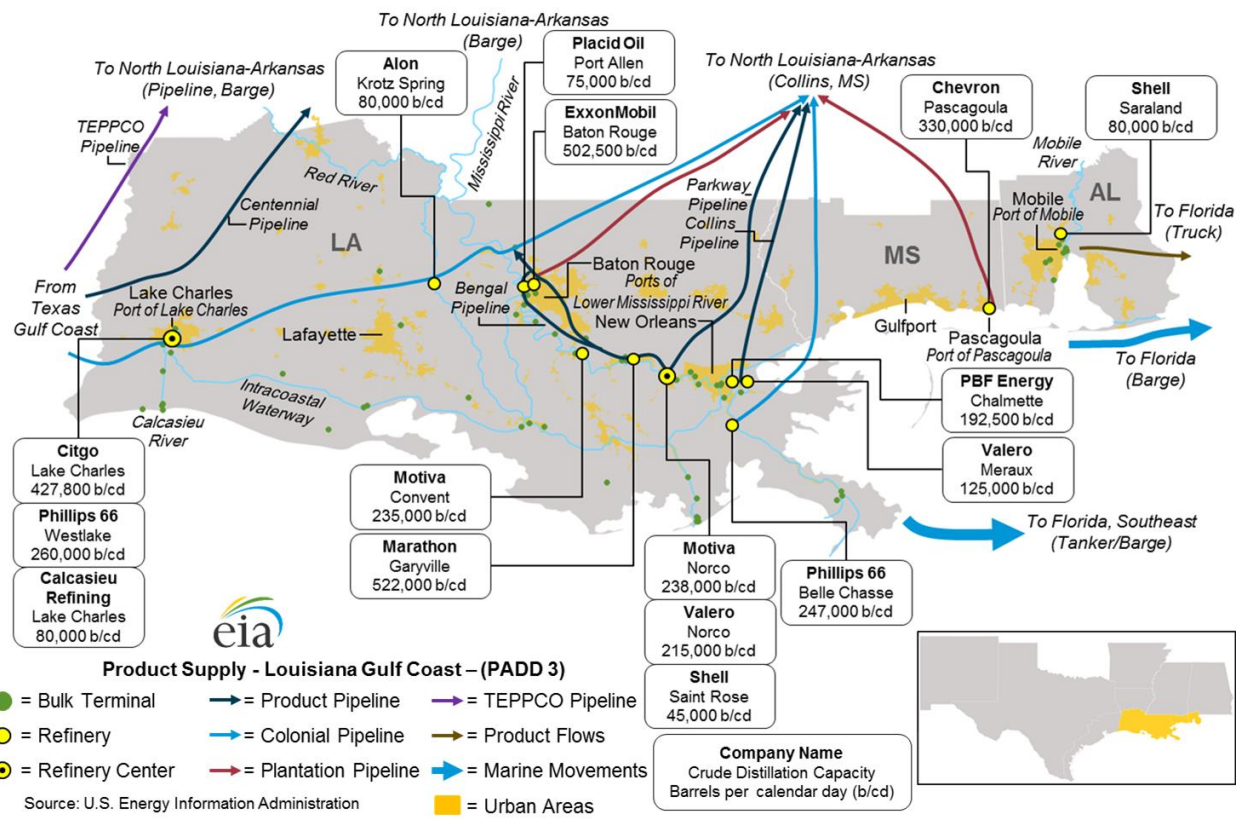 To North Louisiana-Arkansas
(Barge)
To North Louisiana-Arkansas
(Pipeline, Barge)
To North Louisiana-Arkansas
(Collins, MS)
Alon
Krotz Spring
80,000 b/cd
Placid Oil
Port Allen
75,000 b/cd
ExxonMobil
Baton Rouge
502,500 b/cd
Chevron
Pascagoula
330,000 b/cd
Shell
Saraland
80,000 b/cd
TEPPCO
Pipeline
Red River
Mississippi River
Centennial
Pipeline
LA
Parkway
Pipeline
Collins
Pipeline
MS
Mobile
River
Mobile
Port of Mobile
AL
To Florida
(Truck)
From
Texas
Gulf Coast
Lake Charles
Port of Lake Charles
Lafayette
Bengal
Pipeline
Baton Rouge
Ports of
Lower Mississippi River
New Orleans
Gulfport
Pascagoula
Port of Pascagoula
To Florida
(Barge)
Intracoastal
Waterway
Calcasieu
River
PBF Energy
Chalmette
192,500 b/cd
Valero
Meraux
125,000 b/cd
Citgo
Lake Charles
427,800 b/cd
Phillips 66
Westlake
260,000 b/cd
Calcasieu
Refining
Lake Charles
80,000 b/cd
Motiva
Convent
235,000 b/cd
Marathon
Garyville
522,000 b/cd
Motiva
Norco
238,000 b/cd
Valero
Norco
215,000 b/cd
Shell
Saint Rose
45,000 b/cd
Phillips 66
Belle Chasse
247,000 b/cd
To Florida, Southeast
(Tanker/Barge)
eia
Product Supply - Louisiana Gulf Coast – (PADD 3)
= Bulk Terminal
= Product Pipeline
= TEPPCO Pipeline
= Refinery
= Colonial Pipeline
= Product Flows
= Refinery Center
= Plantation Pipeline
= Marine Movements
Source: U.S. Energy Information Administration
= Urban Areas
Company Name
Crude Distillation Capacity
Barrels per calendar day (b/cd)